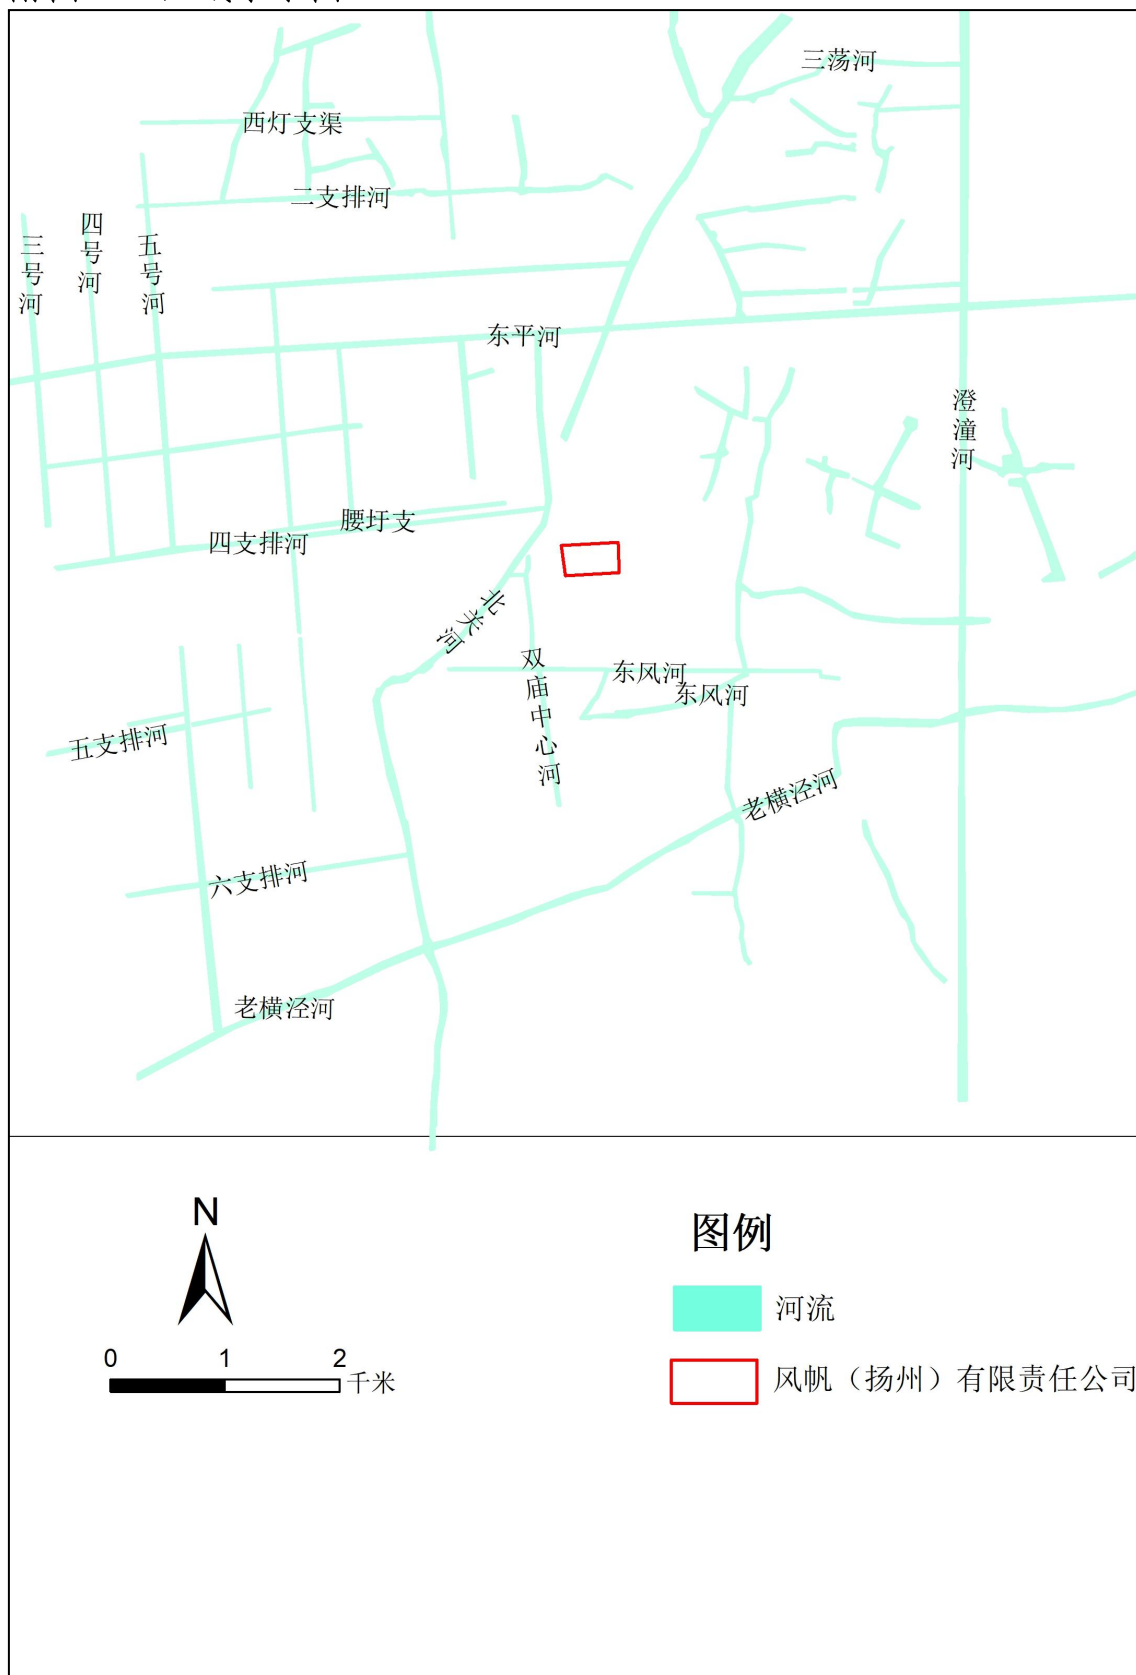 三荡河
西灯支渠
二支排河
四号河
三号河
五号河
东平河
澄潼河
腰圩支
四支排河
北关河
双庙中心河
东风河
东风河
五支排河
老横泾河
六支排河
老横泾河
N
图例
河流
0 1 2
千米
风帆（扬州）有限责任公司